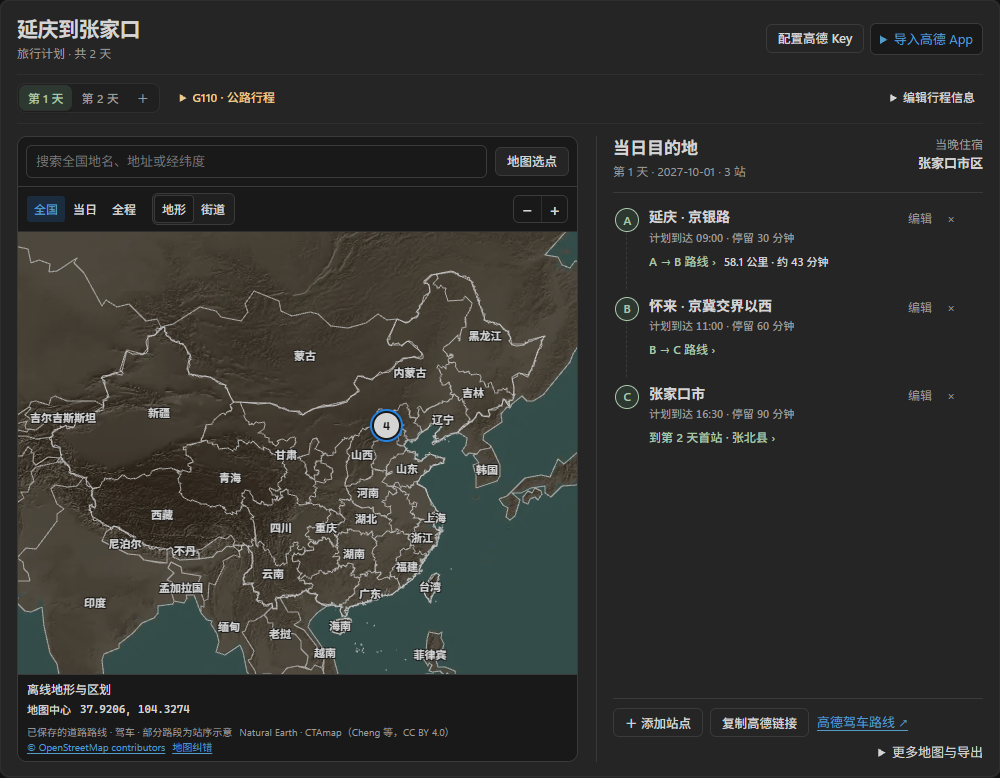 延庆到张家口
旅行计划 · 共 2 天
配置高德 Key
▶ 导入高德 App
第 1 天 第 2 天 +
▶ G110 · 公路行程
▶ 编辑行程信息
搜索全国地名、地址或经纬度
地图选点
全国 当日 全程 地形 街道
− +
蒙古
黑龙江
内蒙古
吉林
吉尔吉斯斯坦
新疆
辽宁
4
甘肃
山西
山东
韩国
青海
河南
西藏
四川
重庆
湖北
上海
浙江
尼泊尔
不丹
湖南
云南
福建
孟加拉国
台湾
印度
广东
缅甸
老挝
海南
越南
菲律宾
离线地形与区划
地图中心 37.9206, 104.3274
已保存的道路路线 · 驾车 · 部分路段为站序示意 Natural Earth · CTAmap（Cheng 等，CC BY 4.0）
© OpenStreetMap contributors 地图纠错
当日目的地
第 1 天 · 2027-10-01 · 3 站
当晚住宿
张家口市区
A 延庆 · 京银路 编辑 ×
计划到达 09:00 · 停留 30 分钟
A → B 路线 › 58.1 公里 · 约 43 分钟
B 怀来 · 京冀交界以西 编辑 ×
计划到达 11:00 · 停留 60 分钟
B → C 路线 ›
C 张家口市 编辑 ×
计划到达 16:30 · 停留 90 分钟
到第 2 天首站 · 张北县 ›
+ 添加站点
复制高德链接
高德驾车路线 ↗
▶ 更多地图与导出